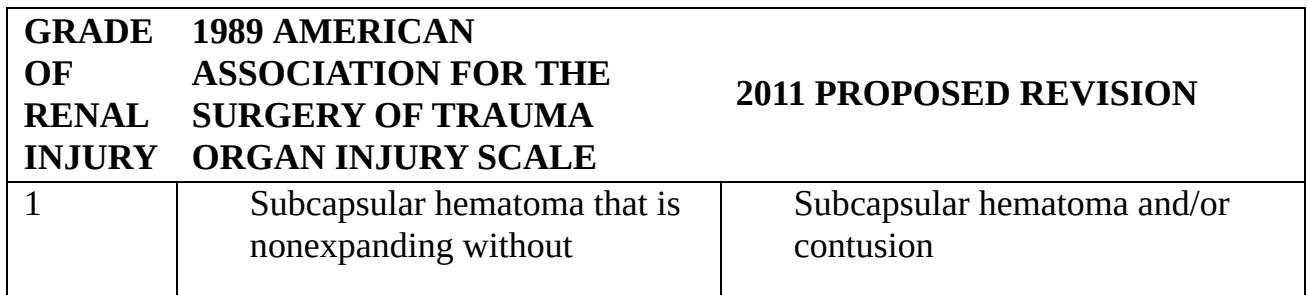 GRADE
OF
RENAL
INJURY
1989 AMERICAN
ASSOCIATION FOR THE
SURGERY OF TRAUMA
ORGAN INJURY SCALE
2011 PROPOSED REVISION
1
Subcapsular hematoma that is
nonexpanding without
Subcapsular hematoma and/or
contusion